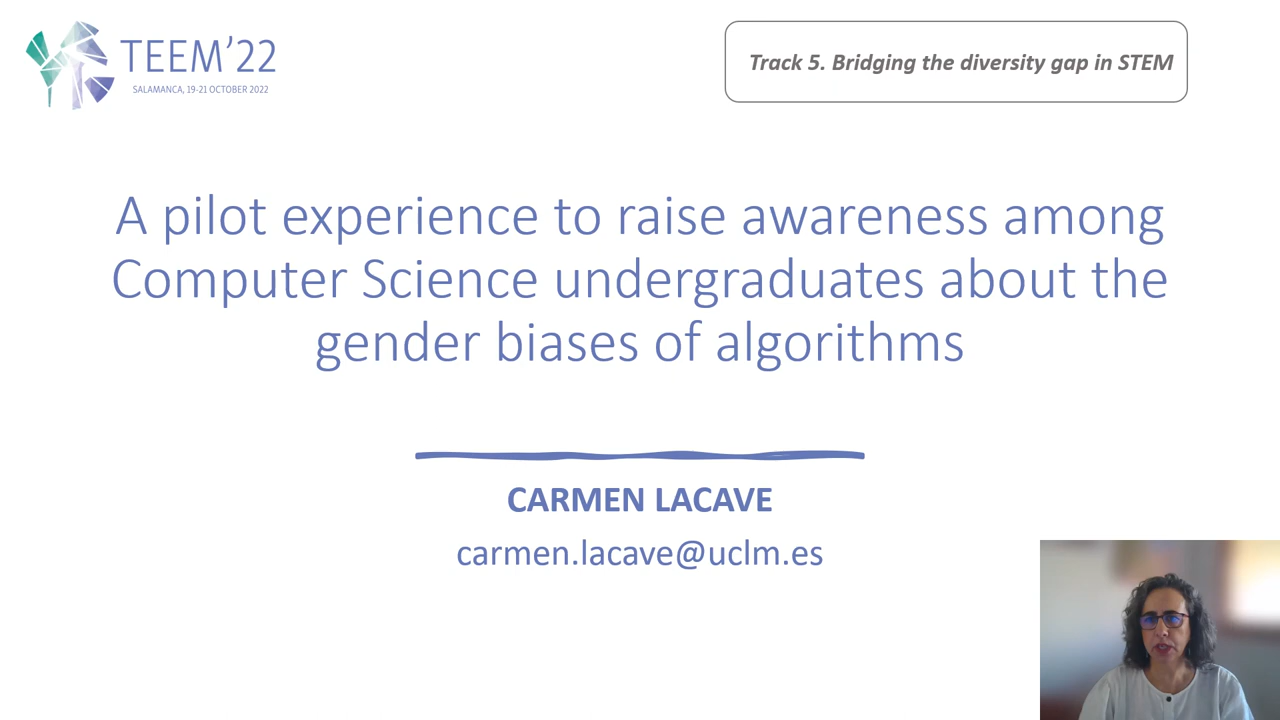 TEEM'22
SALAMANCA, 19-21 OCTOBER 2022
Track 5. Bridging the diversity gap in STEM
A pilot experience to raise awareness among
Computer Science undergraduates about the
gender biases of algorithms
CARMEN LACAVE
carmen.lacave@uclm.es